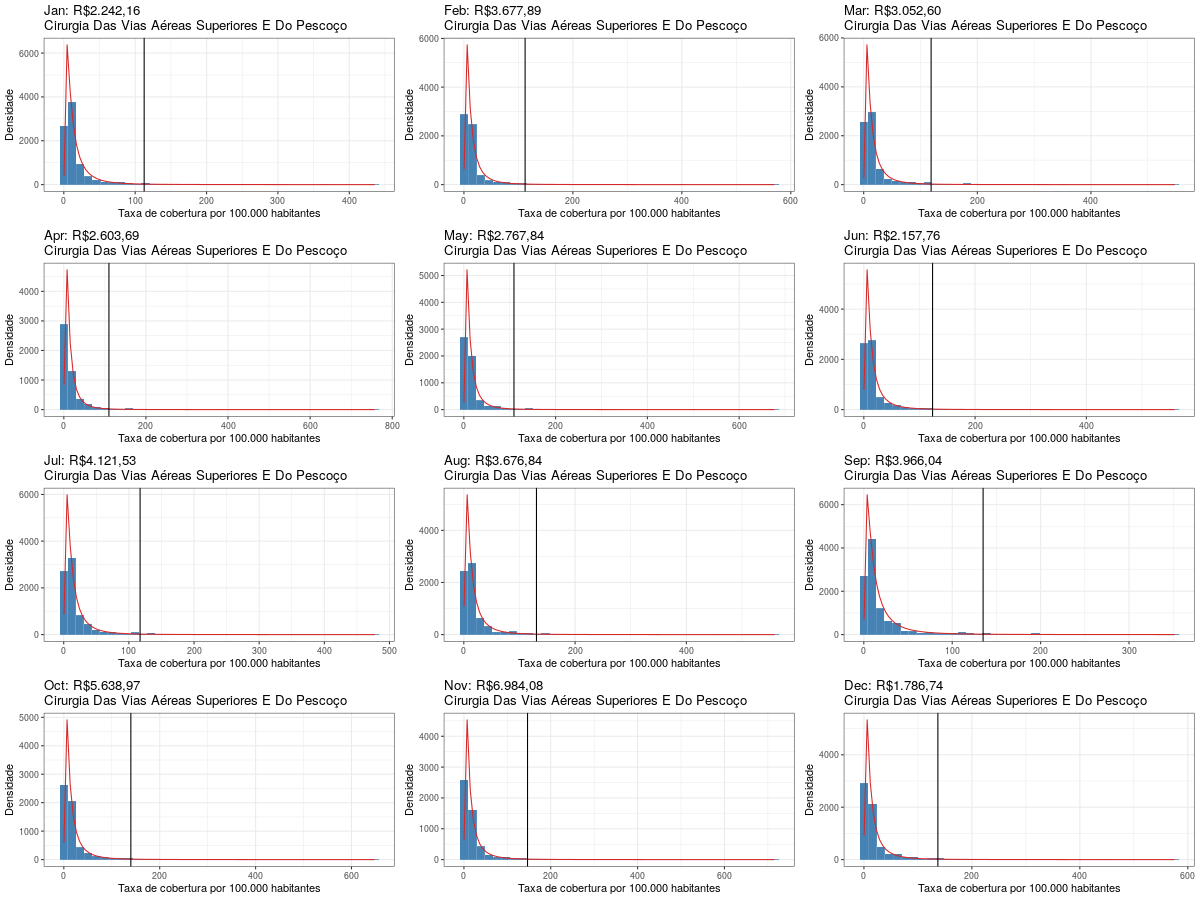 Jan: R$2.242,16
Cirurgia Das Vias Aéreas Superiores E Do Pescoço
Densidade
6000
4000
2000
0
0 100 200 300 400
Taxa de cobertura por 100.000 habitantes
Feb: R$3.677,89
Cirurgia Das Vias Aéreas Superiores E Do Pescoço
Densidade
6000
4000
2000
0
0 200 400 600
Taxa de cobertura por 100.000 habitantes
Mar: R$3.052,60
Cirurgia Das Vias Aéreas Superiores E Do Pescoço
Densidade
6000
4000
2000
0
0 200 400
Taxa de cobertura por 100.000 habitantes
Apr: R$2.603,69
Cirurgia Das Vias Aéreas Superiores E Do Pescoço
Densidade
4000
3000
2000
1000
0
0 200 400 600 800
Taxa de cobertura por 100.000 habitantes
May: R$2.767,84
Cirurgia Das Vias Aéreas Superiores E Do Pescoço
Densidade
5000
4000
3000
2000
1000
0
0 200 400 600
Taxa de cobertura por 100.000 habitantes
Jun: R$2.157,76
Cirurgia Das Vias Aéreas Superiores E Do Pescoço
Densidade
4000
2000
0
0 200 400
Taxa de cobertura por 100.000 habitantes
Jul: R$4.121,53
Cirurgia Das Vias Aéreas Superiores E Do Pescoço
Densidade
6000
4000
2000
0
0 100 200 300 400 500
Taxa de cobertura por 100.000 habitantes
Aug: R$3.676,84
Cirurgia Das Vias Aéreas Superiores E Do Pescoço
Densidade
4000
2000
0
0 200 400
Taxa de cobertura por 100.000 habitantes
Sep: R$3.966,04
Cirurgia Das Vias Aéreas Superiores E Do Pescoço
Densidade
6000
4000
2000
0
0 100 200 300
Taxa de cobertura por 100.000 habitantes
Oct: R$5.638,97
Cirurgia Das Vias Aéreas Superiores E Do Pescoço
Densidade
5000
4000
3000
2000
1000
0
0 200 400 600
Taxa de cobertura por 100.000 habitantes
Nov: R$6.984,08
Cirurgia Das Vias Aéreas Superiores E Do Pescoço
Densidade
4000
3000
2000
1000
0
0 200 400 600
Taxa de cobertura por 100.000 habitantes
Dec: R$1.786,74
Cirurgia Das Vias Aéreas Superiores E Do Pescoço
Densidade
4000
2000
0
0 200 400 600
Taxa de cobertura por 100.000 habitantes